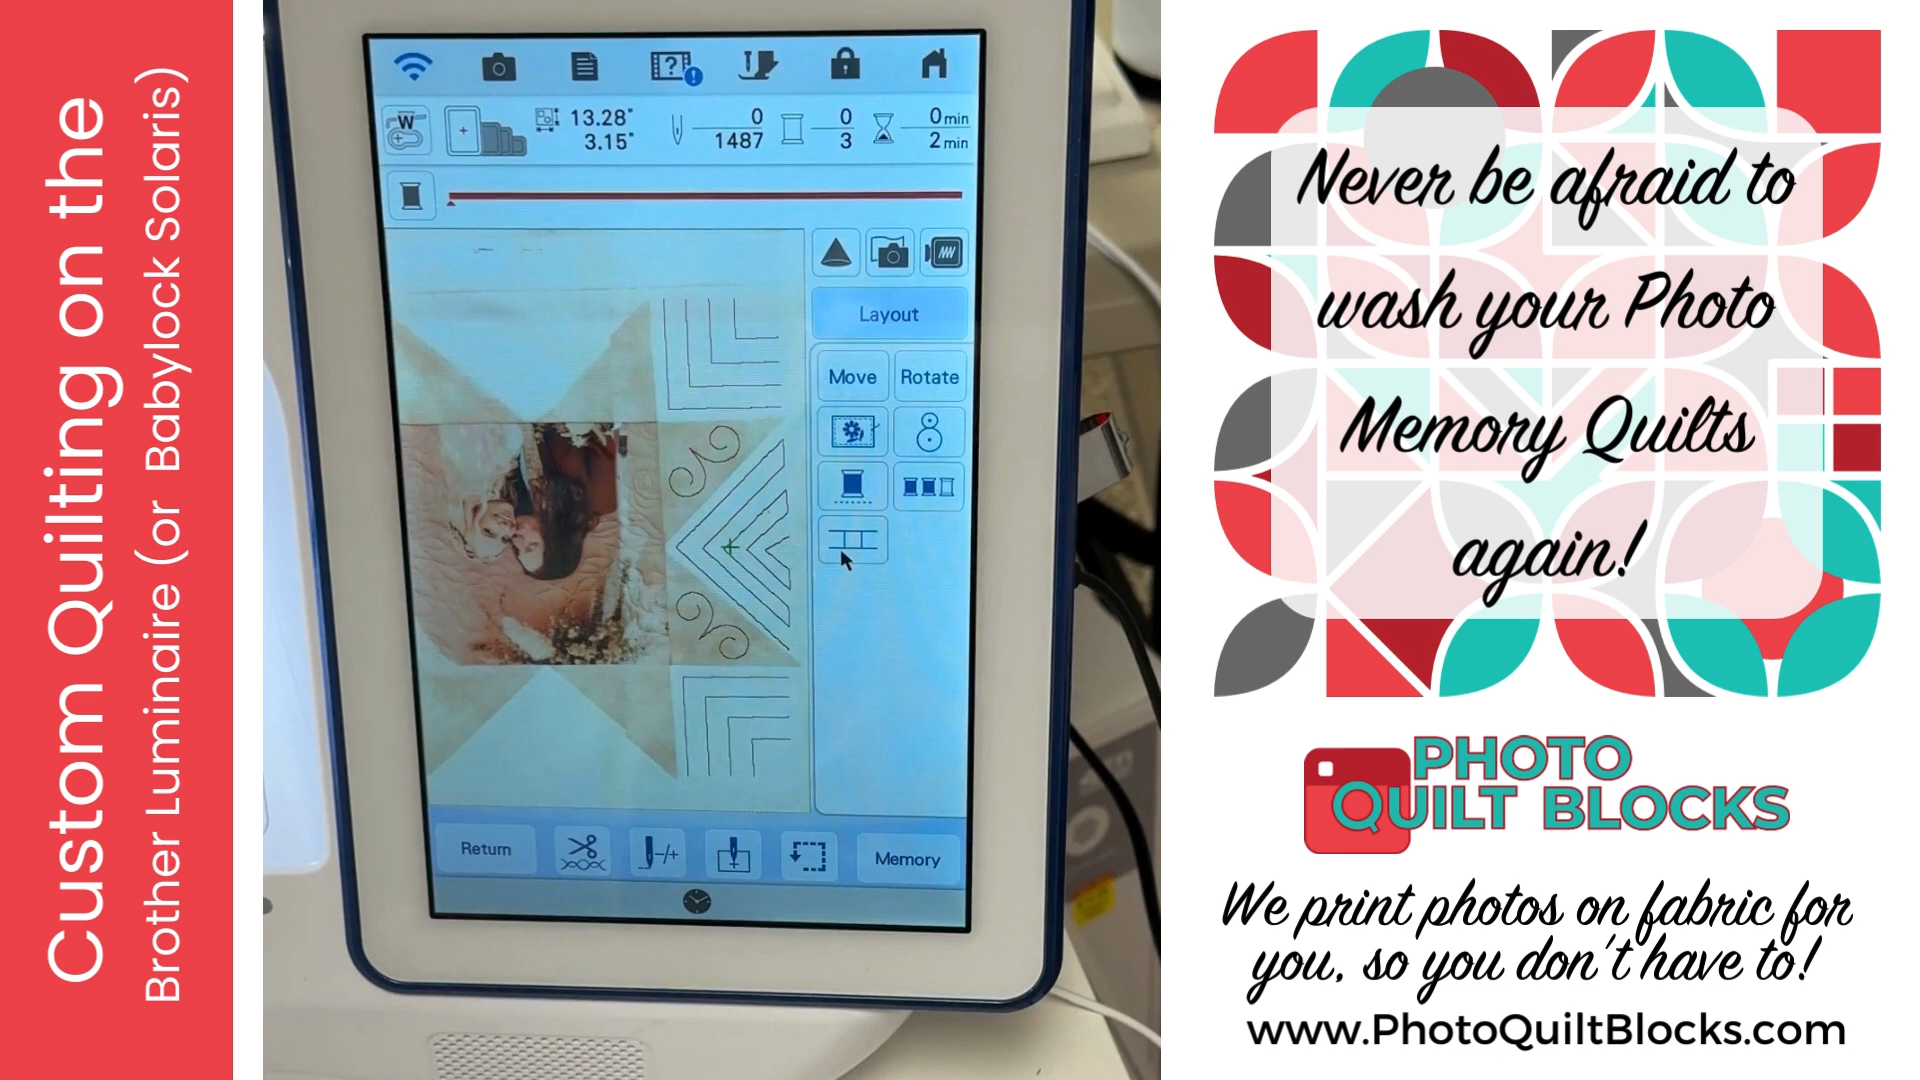 Custom Quilting on the
Brother Luminaire (or Babylock Solaris)
W
13.28"
3.15"
0
1487
0
3
0 min
2 min
Layout
Move
Rotate
Return
-/+
Memory
Never be afraid to
wash your Photo
Memory Quilts
again!
PHOTO
QUILT BLOCKS
We print photos on fabric for
you, so you don't have to!
www.PhotoQuiltBlocks.com